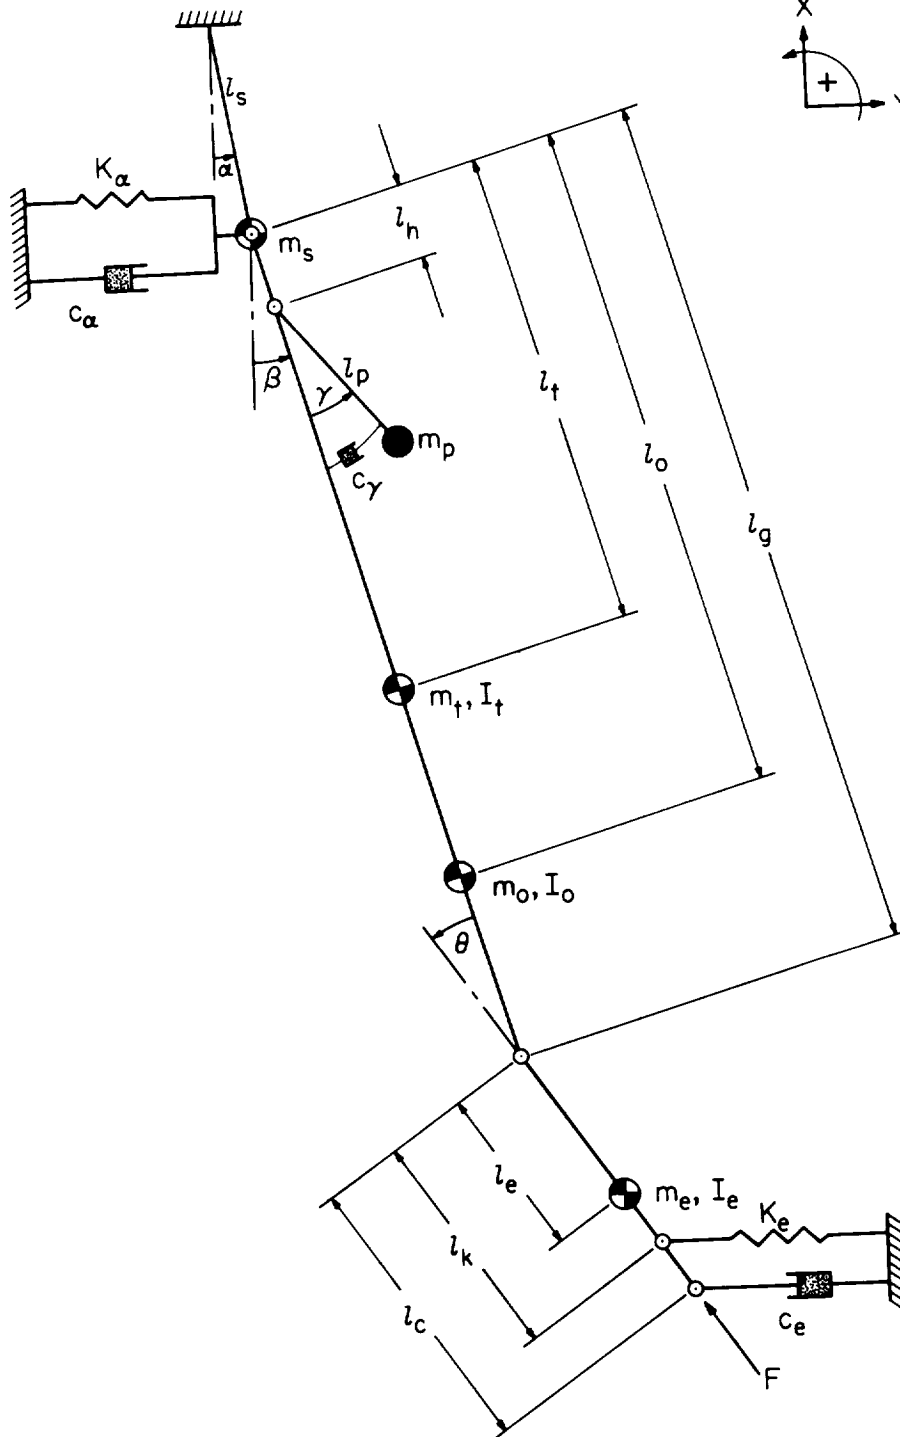 X
+
l_s
α
K_α
l_h
m_s
c_α
β
γ
l_p
l_t
m_p
l_o
c_γ
l_g
m_t, I_t
m_o, I_o
θ
l_e
m_e, I_e
K_e
l_k
l_c
c_e
F